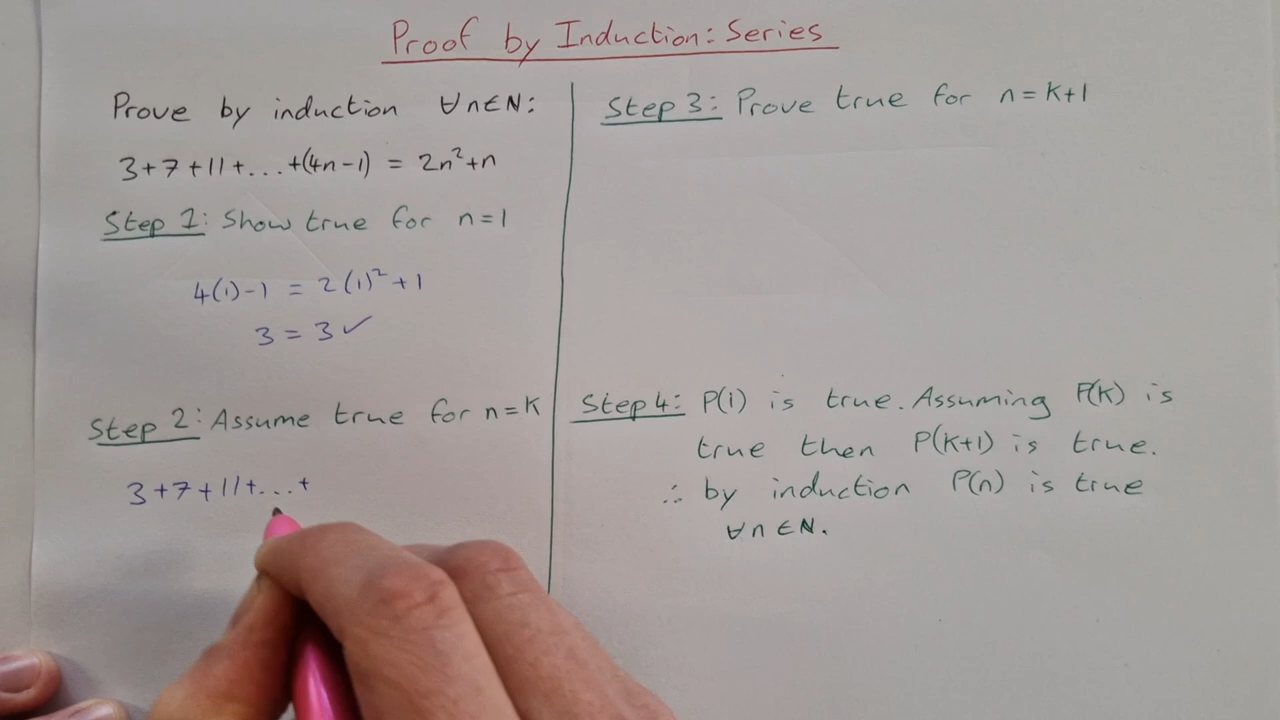 Proof by Induction: Series
Prove by induction ∀n∈N:
3+7+11+...+(4n-1) = 2n²+n
Step 1: Show true for n=1
4(1)-1 = 2(1)²+1
3 = 3 ✓
Step 2: Assume true for n=k
3+7+11+...+
Step 3: Prove true for n=k+1
Step 4: P(1) is true. Assuming P(k) is
true then P(k+1) is true.
∴ by induction P(n) is true
∀n∈N.